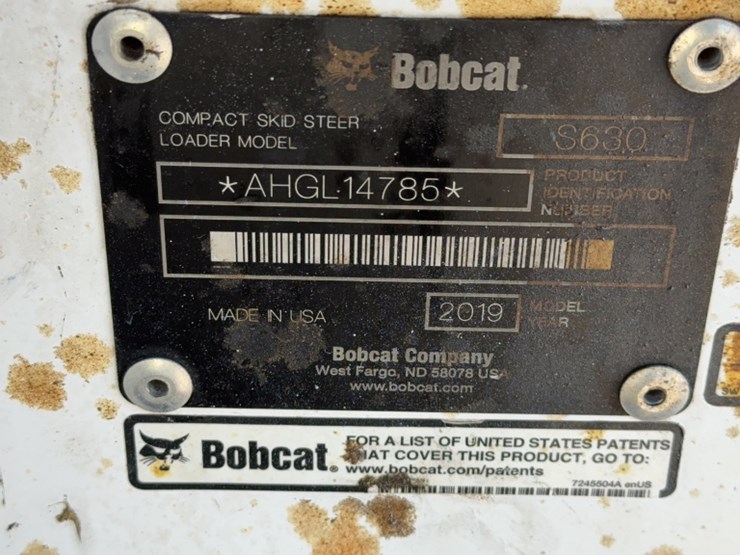 Bobcat.
COMPACT SKID STEER
LOADER MODEL
S630
*AHGL14785*
PRODUCT
IDENTIFICATION
NUMBER
MADE IN USA
2019
MODEL
YEAR
Bobcat Company
West Fargo, ND 58078 USA
www.bobcat.com
Bobcat®
FOR A LIST OF UNITED STATES PATENTS
THAT COVER THIS PRODUCT, GO TO:
www.bobcat.com/patents
7245504A enUS